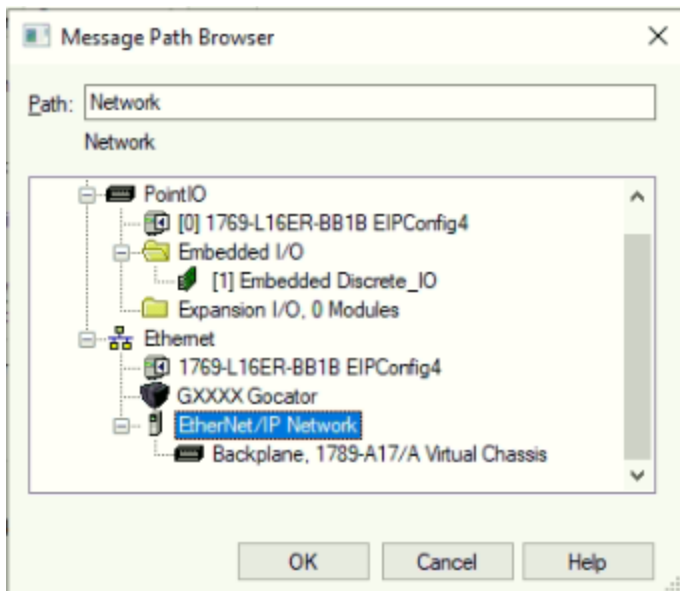 Message Path Browser
Path: Network
Network
PointIO
[0] 1769-L16ER-BB1B EIPConfig4
Embedded I/O
[1] Embedded Discrete_IO
Expansion I/O, 0 Modules
Ethernet
1769-L16ER-BB1B EIPConfig4
GXXXX Gocator
EtherNet/IP Network
Backplane, 1789-A17/A Virtual Chassis
OK Cancel Help